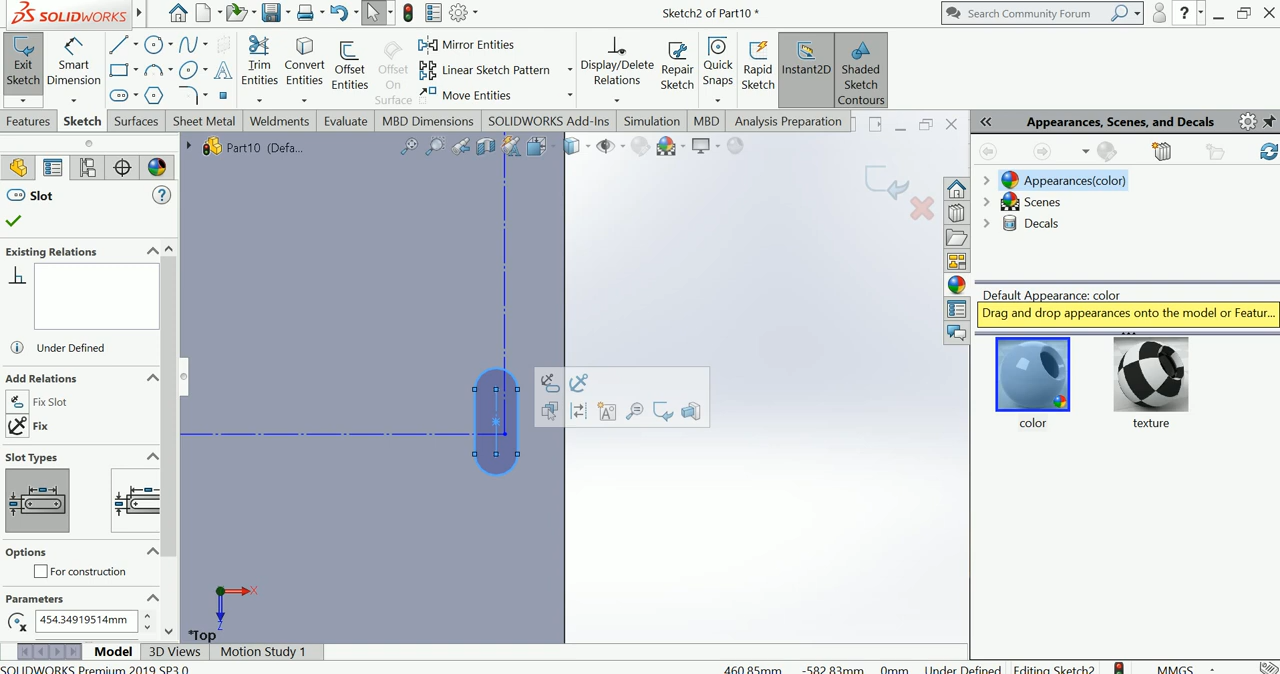 SOLIDWORKS
Sketch2 of Part10 *
Search Community Forum
?
Exit Sketch
Smart Dimension
Trim Entities
Convert Entities
Offset Entities
Offset On Surface
Mirror Entities
Linear Sketch Pattern
Move Entities
Display/Delete Relations
Repair Sketch
Quick Snaps
Rapid Sketch
Instant2D
Shaded Sketch Contours
Features
Sketch
Surfaces
Sheet Metal
Weldments
Evaluate
MBD Dimensions
SOLIDWORKS Add-Ins
Simulation
MBD
Analysis Preparation
Appearances, Scenes, and Decals
Part10 (Defa...
Slot
Existing Relations
Under Defined
Add Relations
Fix Slot
Fix
Slot Types
Options
For construction
Parameters
454.34919514mm
X
Z
*Top
Appearances(color)
Scenes
Decals
Default Appearance: color
Drag and drop appearances onto the model or Featur...
color
texture
Model
3D Views
Motion Study 1
SOLIDWORKS Premium 2019 SP3.0
460.85mm
-582.83mm
0mm
Under Defined
Editing Sketch2
MMGS